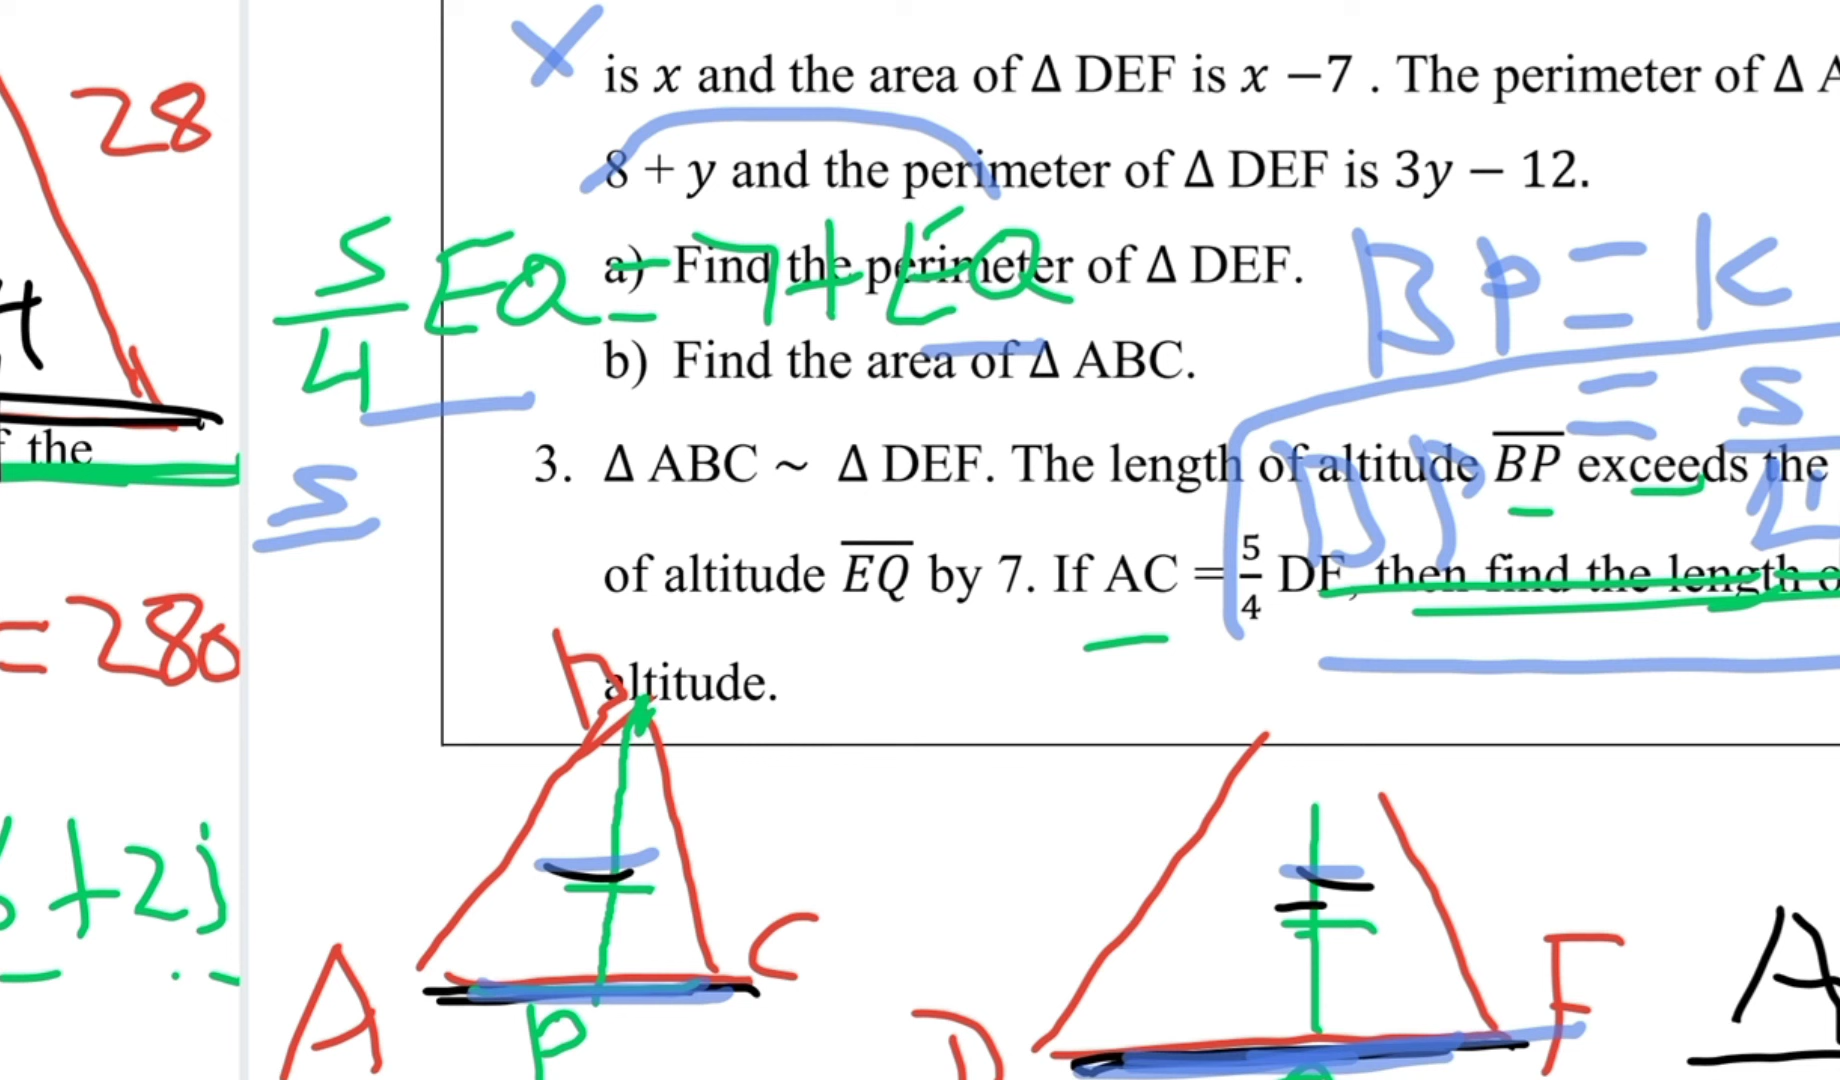 28
is x and the area of Δ DEF is x −7 . The perimeter of Δ A
8 + y and the perimeter of Δ DEF is 3y − 12.
5/4 EQ = 7 + EQ
a) Find the perimeter of Δ DEF.
BP = K
b) Find the area of Δ ABC.
the
3. Δ ABC ~ Δ DEF. The length of altitude BP exceeds the
of altitude EQ by 7. If AC = 5/4 DF, then find the length o
= 280
altitude.
+2j
A
P
C
D
F
A